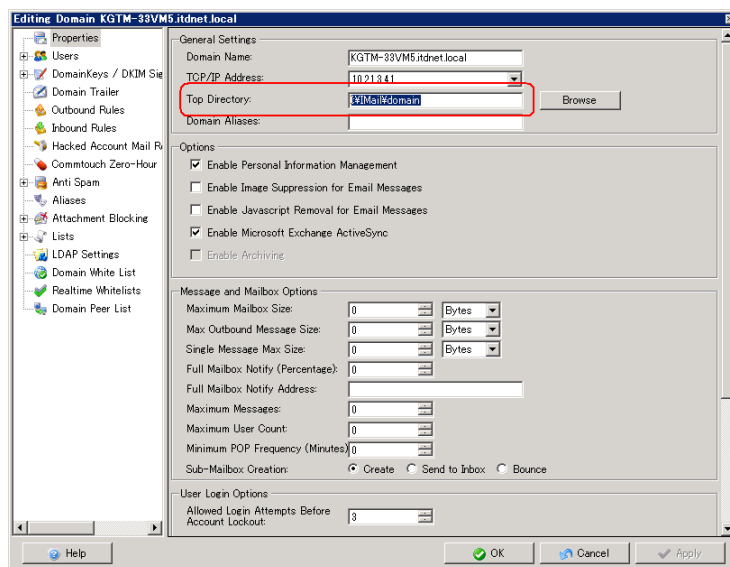 Editing Domain KGTM-33VM5.itdnet.local
Properties
Users
DomainKeys / DKIM Sig
Domain Trailer
Outbound Rules
Inbound Rules
Hacked Account Mail R
Commtouch Zero-Hour
Anti Spam
Aliases
Attachment Blocking
Lists
LDAP Settings
Domain White List
Realtime Whitelists
Domain Peer List
General Settings
Domain Name: KGTM-33VM5.itdnet.local
TCP/IP Address: 10.21.3.41
Top Directory: ¥IMail¥domain Browse
Domain Aliases:
Options
Enable Personal Information Management
Enable Image Suppression for Email Messages
Enable Javascript Removal for Email Messages
Enable Microsoft Exchange ActiveSync
Enable Archiving
Message and Mailbox Options
Maximum Mailbox Size: 0 Bytes
Max Outbound Message Size: 0 Bytes
Single Message Max Size: 0 Bytes
Full Mailbox Notify (Percentage): 0
Full Mailbox Notify Address:
Maximum Messages: 0
Maximum User Count: 0
Minimum POP Frequency (Minutes) 0
Sub-Mailbox Creation: Create Send to Inbox Bounce
User Login Options
Allowed Login Attempts Before
Account Lockout: 3
Help OK Cancel Apply